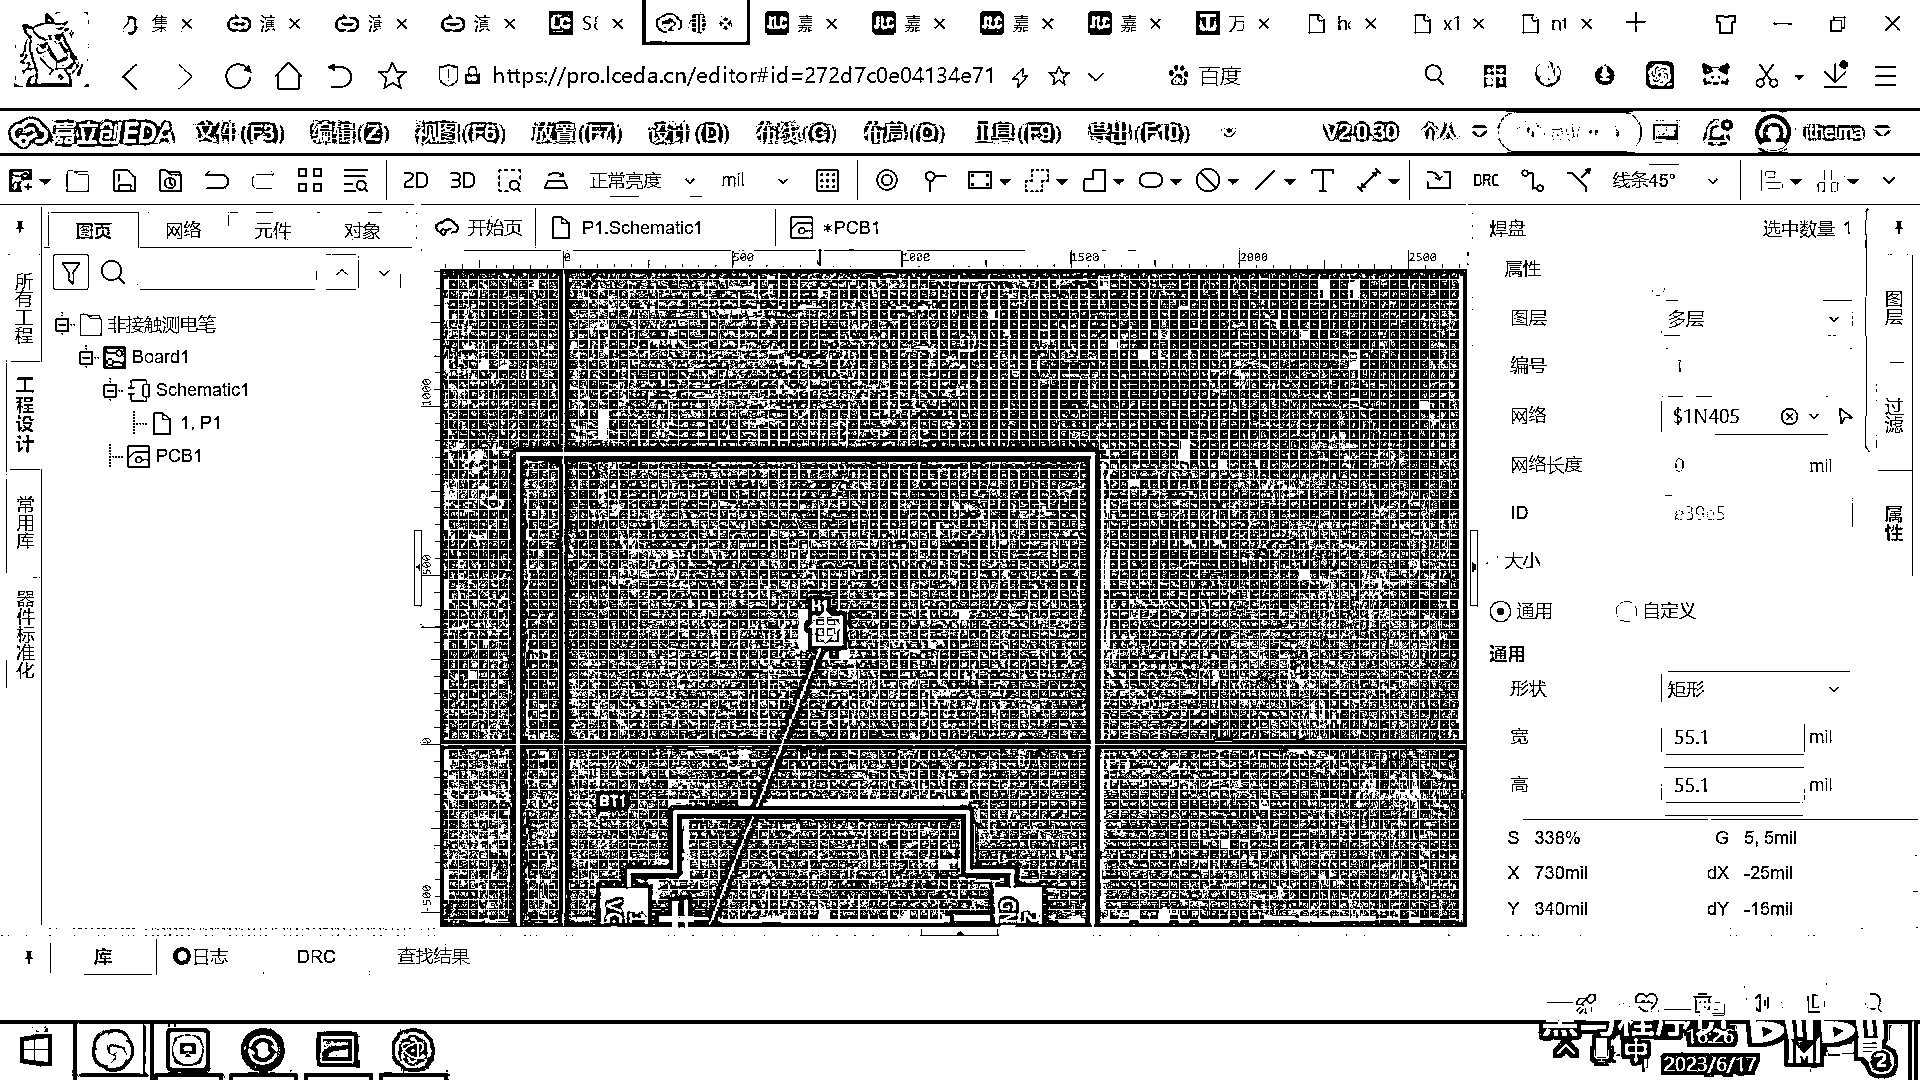 集 演 演 演 S 非 嘉 嘉 嘉 嘉 万 x1 nt
https://pro.lceda.cn/editor#id=272d7c0e04134e71 百度
嘉立创EDA 文件(F3) 编辑(Z) 视图(F6) 放置(F7) 设计(D) 布线(G) 布局(O) 工具(F9) 导出(F10) V2.0.30 个人 itheima
2D 3D 正常亮度 mil T DRC 线条45°
图页 网络 元件 对象
开始页 P1.Schematic1 *PCB1
焊盘 选中数量 1
所有工程
工程设计
常用库
器件标准化
非接触测电笔
Board1
Schematic1
1. P1
PCB1
0 500 1000 1500 2000 2500
1000
500
0
-500
H1
BT1
属性
图层 多层
编号 1
网络 $1N405
网络长度 0 mil
ID e39e5
大小
通用 自定义
通用
形状 矩形
宽 55.1 mil
高 55.1 mil
S 338% G 5, 5mil
X 730mil dX -25mil
Y 340mil dY -15mil
图层
过滤
属性
库 日志 DRC 查找结果
黑马程序员
16:26
中
2023/6/17
2